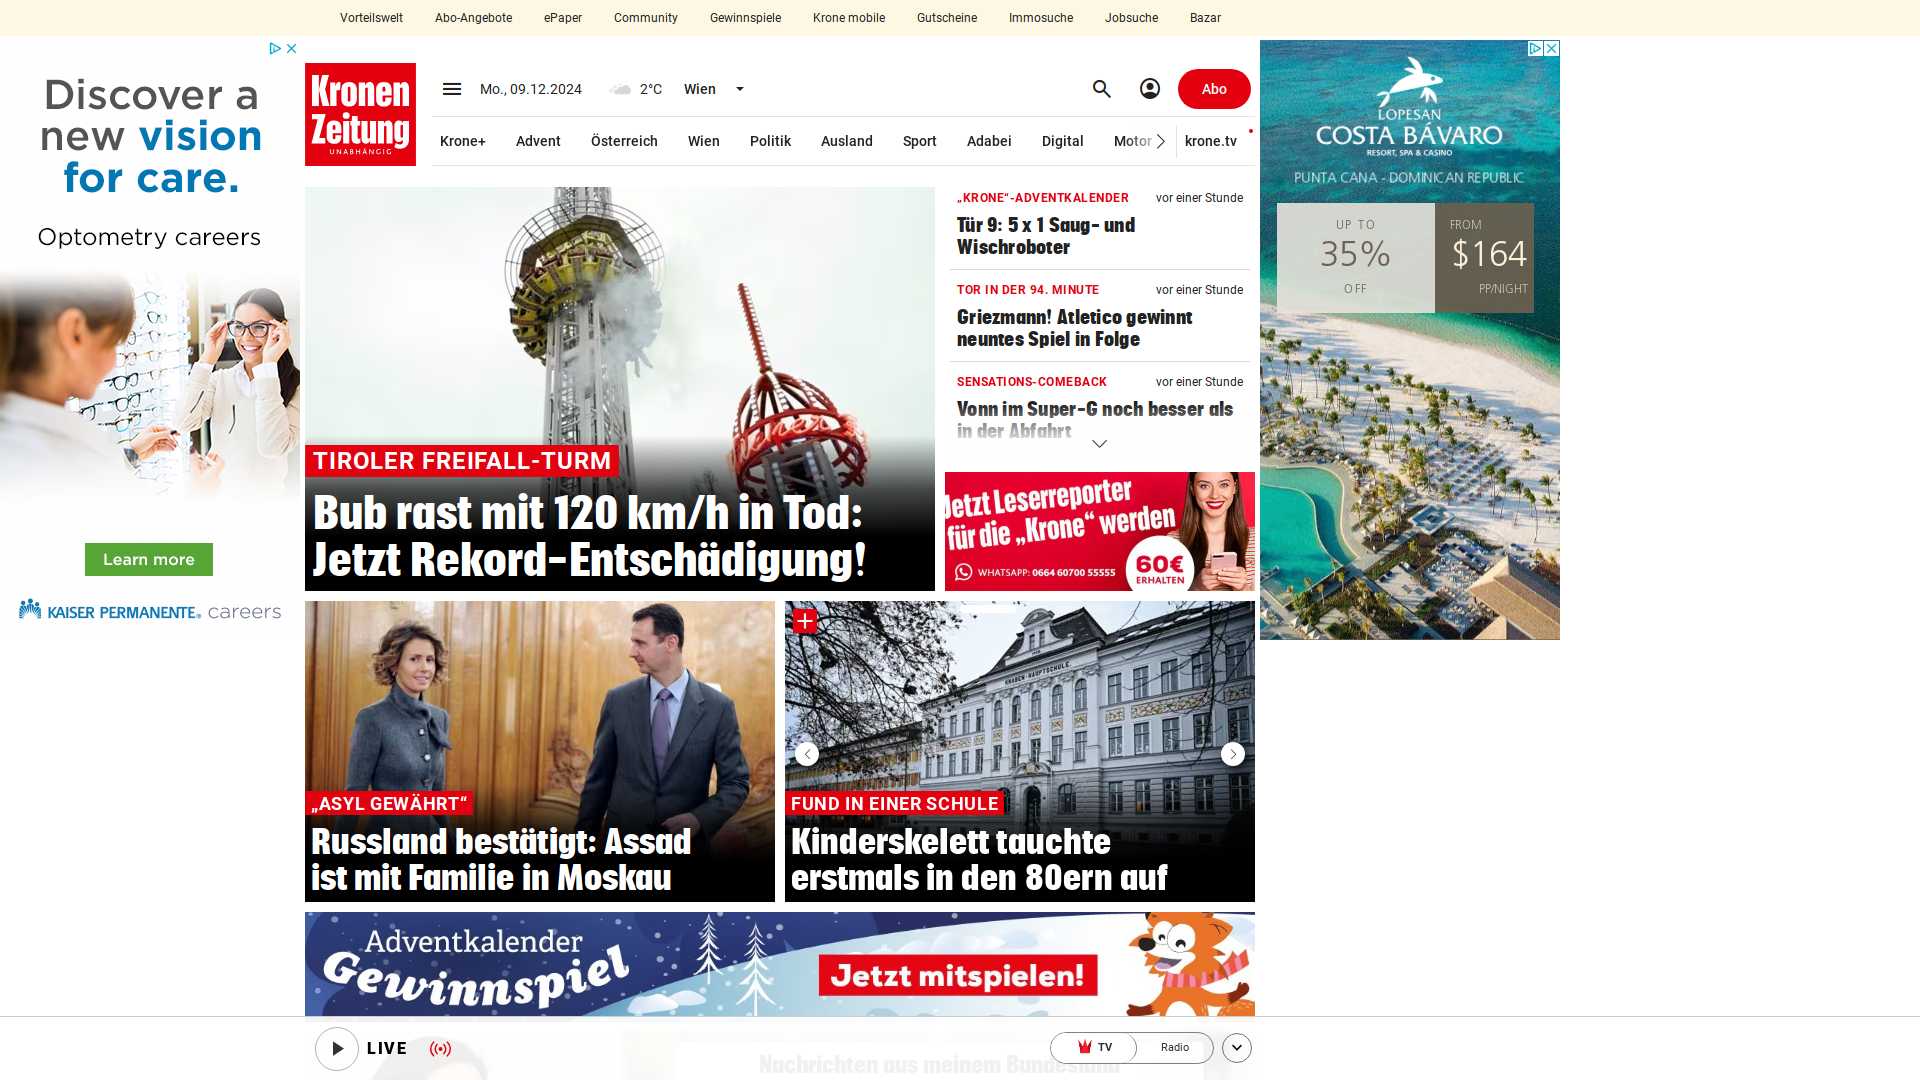 Vorteilswelt
Abo-Angebote
ePaper
Community
Gewinnspiele
Krone mobile
Gutscheine
Immosuche
Jobsuche
Bazar
Discover a
new vision
for care.
Optometry careers
Learn more
KAISER PERMANENTE® careers
Kronen
Zeitung
UNABHÄNGIG
Mo., 09.12.2024
2°C
Wien
Abo
Krone+
Advent
Österreich
Wien
Politik
Ausland
Sport
Adabei
Digital
Motor
krone.tv
TIROLER FREIFALL-TURM
Bub rast mit 120 km/h in Tod:
Jetzt Rekord-Entschädigung!
„KRONE“-ADVENTKALENDER
vor einer Stunde
Tür 9: 5 x 1 Saug- und
Wischroboter
TOR IN DER 94. MINUTE
vor einer Stunde
Griezmann! Atletico gewinnt
neuntes Spiel in Folge
SENSATIONS-COMEBACK
vor einer Stunde
Vonn im Super-G noch besser als
in der Abfahrt
Jetzt Leserreporter
für die „Krone“ werden
WHATSAPP: 0664 60700 55555
60€
ERHALTEN
LOPESAN
COSTA BÁVARO
RESORT, SPA & CASINO
PUNTA CANA - DOMINICAN REPUBLIC
UP TO
35%
OFF
FROM
$164
PP/NIGHT
„ASYL GEWÄHRT“
Russland bestätigt: Assad
ist mit Familie in Moskau
KNABEN-HAUPTSCHULE
FUND IN EINER SCHULE
Kinderskelett tauchte
erstmals in den 80ern auf
Adventkalender
Gewinnspiel
Jetzt mitspielen!
LIVE
Nachrichten aus meinem Bundesland
TV
Radio